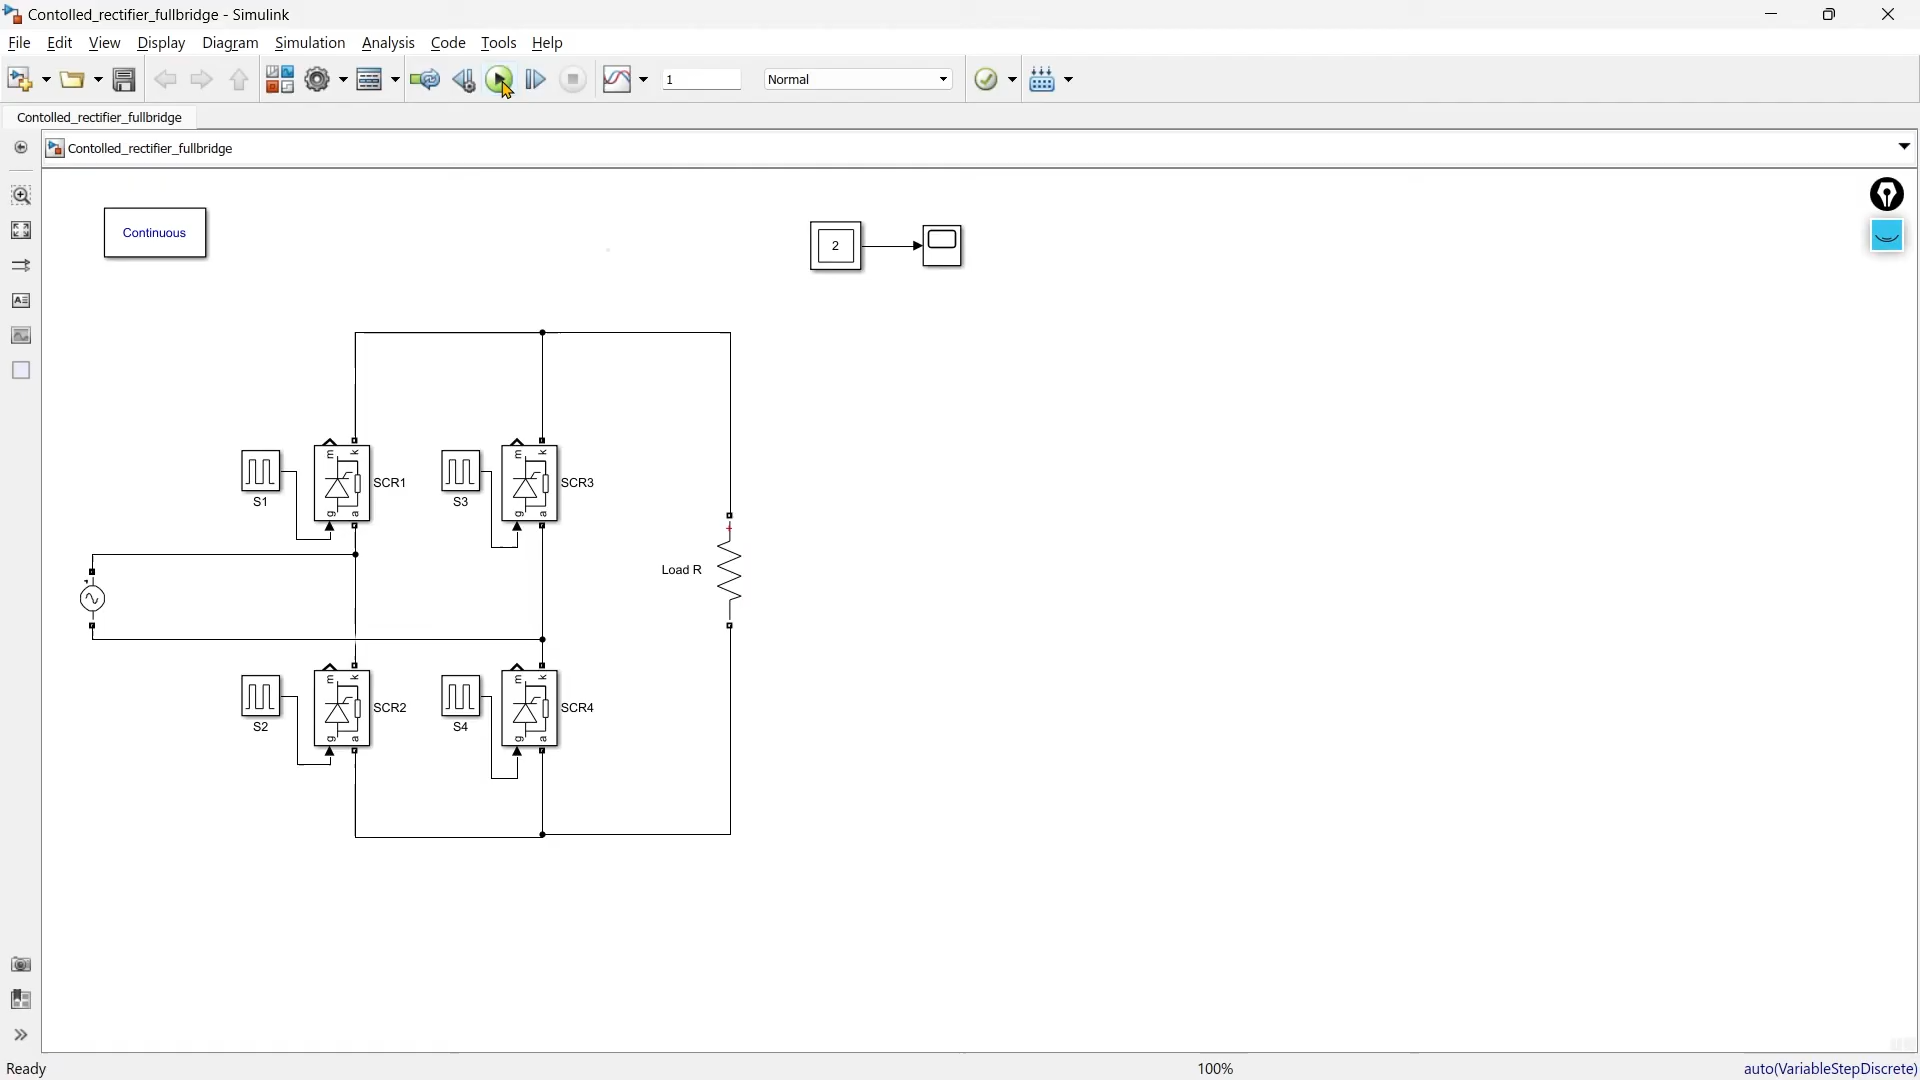 Contolled_rectifier_fullbridge - Simulink
File Edit View Display Diagram Simulation Analysis Code Tools Help
1 Normal
Contolled_rectifier_fullbridge
Contolled_rectifier_fullbridge
Continuous
2
m k
m k
SCR1
SCR3
S1
S3
g a
g a
+
Load R
m k
m k
SCR2
SCR4
S2
S4
g a
g a
Ready 100% auto(VariableStepDiscrete)